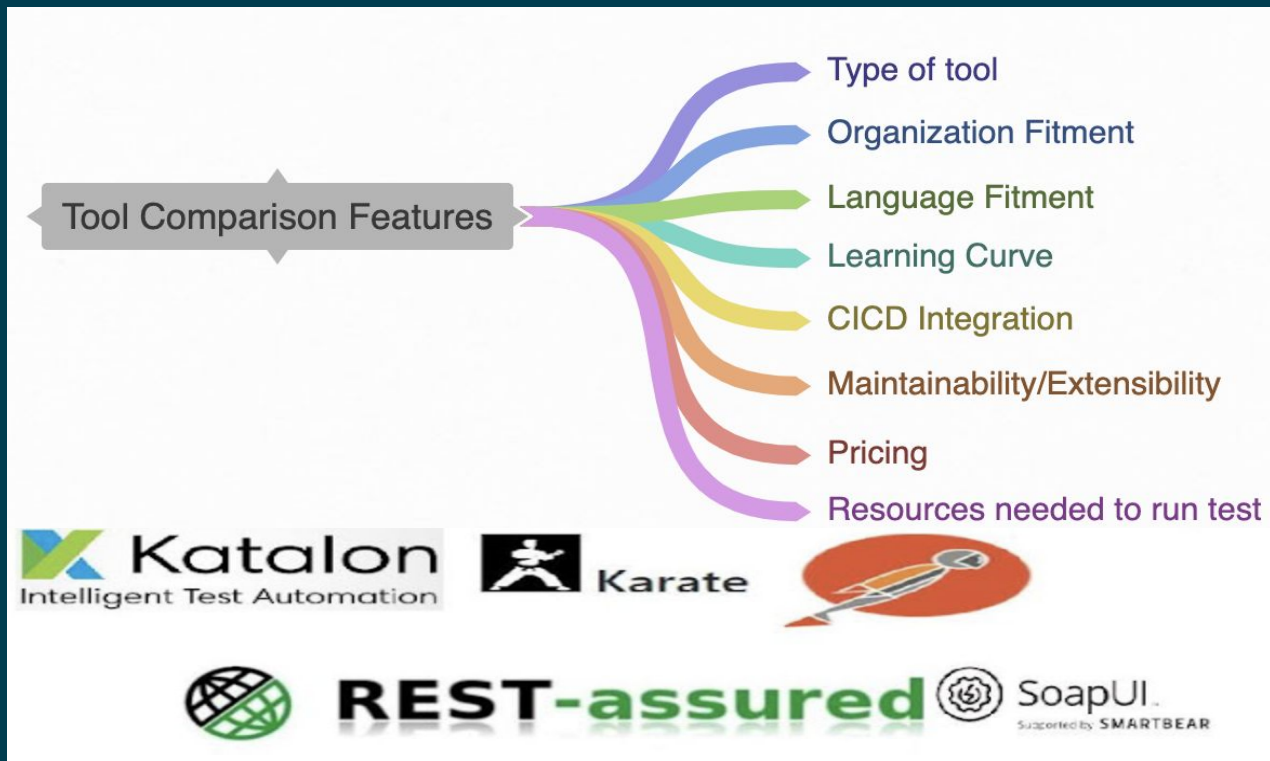 Type of tool
Organization Fitment
Language Fitment
Tool Comparison Features
Learning Curve
CICD Integration
Maintainability/Extensibility
Pricing
Resources needed to run test
Katalon
Intelligent Test Automation
Karate
REST-assured
SoapUI™
Supported by SMARTBEAR